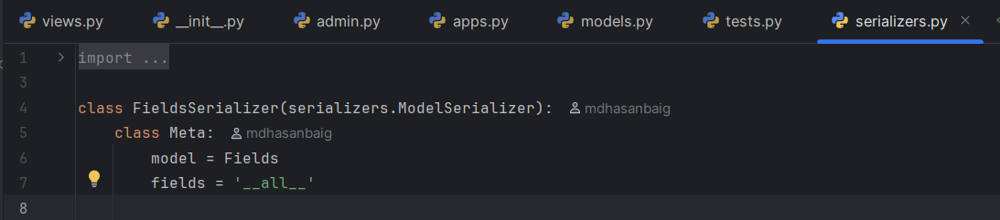 views.py __init__.py admin.py apps.py models.py tests.py serializers.py
1 import ...
3
4 class FieldsSerializer(serializers.ModelSerializer): mdhasanbaig
5 class Meta: mdhasanbaig
6 model = Fields
7 fields = '__all__'
8